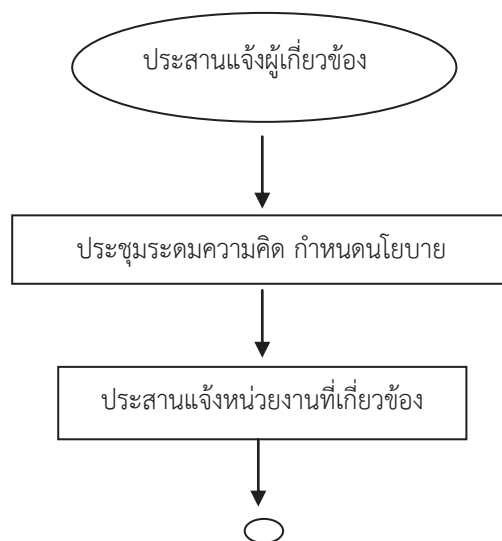 ประสานแจ้งผู้เกี่ยวข้อง
ประชุมระดมความคิด กำหนดนโยบาย
ประสานแจ้งหน่วยงานที่เกี่ยวข้อง